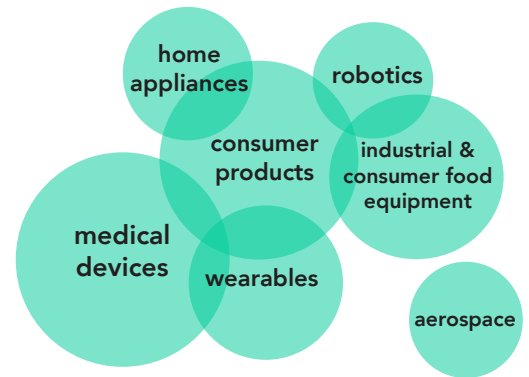 home
appliances
robotics
consumer
products
industrial &
consumer food
equipment
medical
devices
wearables
aerospace